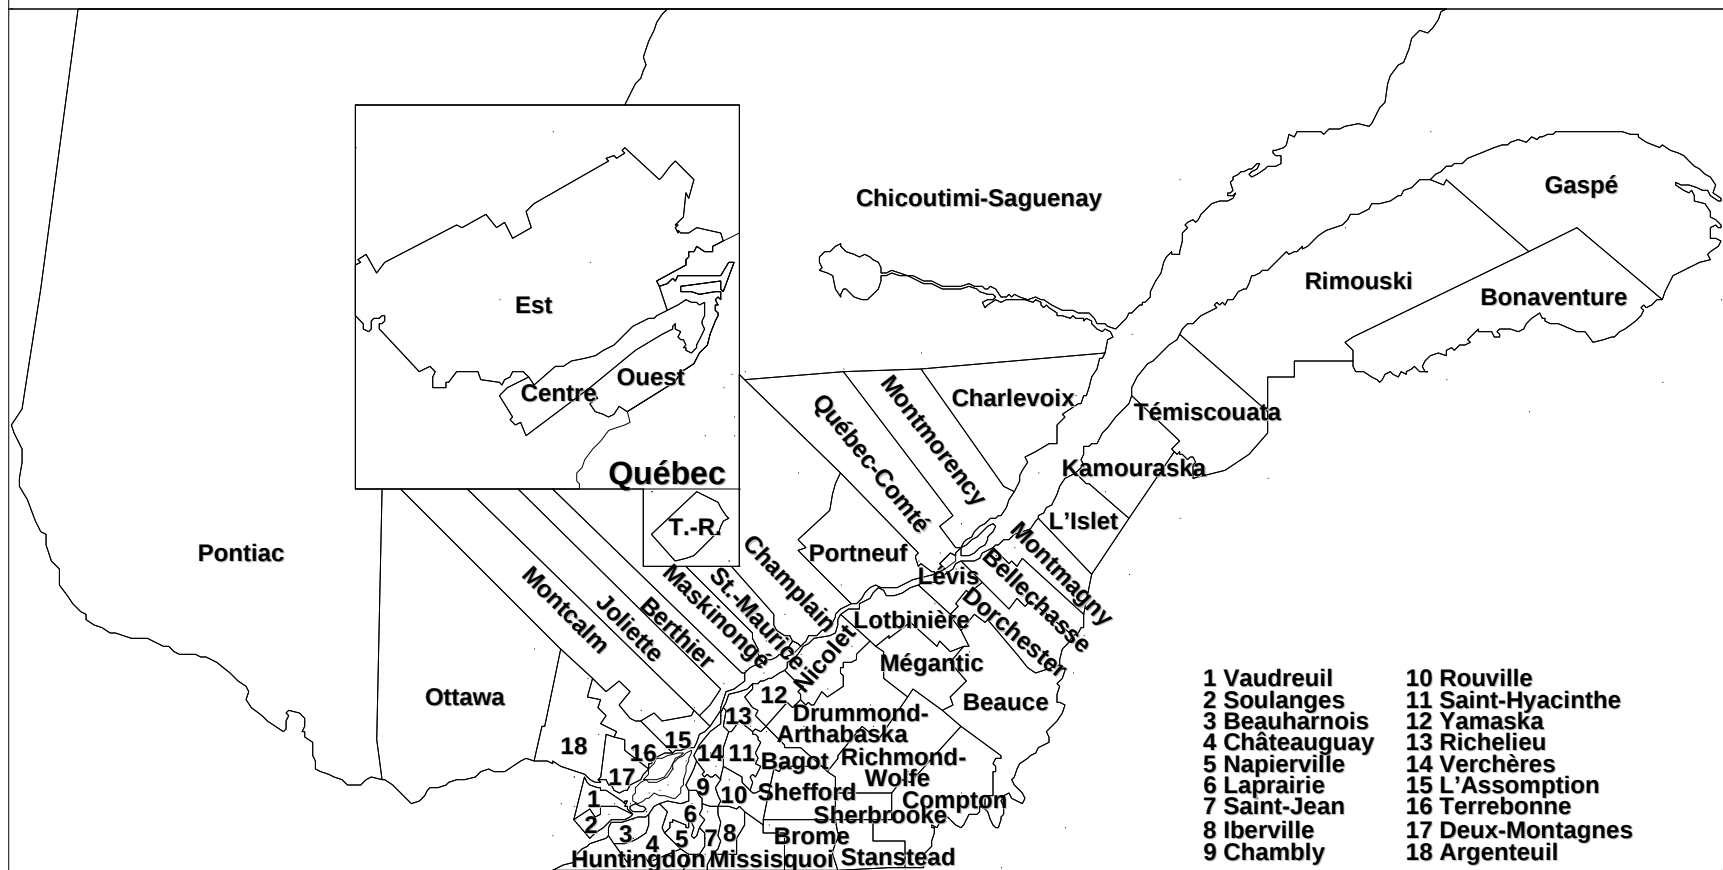 Chicoutimi-Saguenay
Gaspé
Rimouski
Bonaventure
Est
Ouest
Centre
Québec
T.-R.
Charlevoix
Montmorency
Québec-Comté
Témiscouata
Kamouraska
L'Islet
Montmagny
Bellechasse
Dorchester
Lévis
Portneuf
Champlain
St.-Maurice
Maskinongé
Berthier
Joliette
Montcalm
Pontiac
Ottawa
Lotbinière
Nicolet
Mégantic
Beauce
Drummond-
Arthabaska
Bagot
Richmond-
Wolfe
Shefford
Compton
Sherbrooke
Brome
Huntingdon
Missisquoi
Stanstead
12
13
15
18
16
14
11
17
9
10
1
6
2
3
4
5
7
8
1 Vaudreuil
2 Soulanges
3 Beauharnois
4 Châteauguay
5 Napierville
6 Laprairie
7 Saint-Jean
8 Iberville
9 Chambly
10 Rouville
11 Saint-Hyacinthe
12 Yamaska
13 Richelieu
14 Verchères
15 L'Assomption
16 Terrebonne
17 Deux-Montagnes
18 Argenteuil